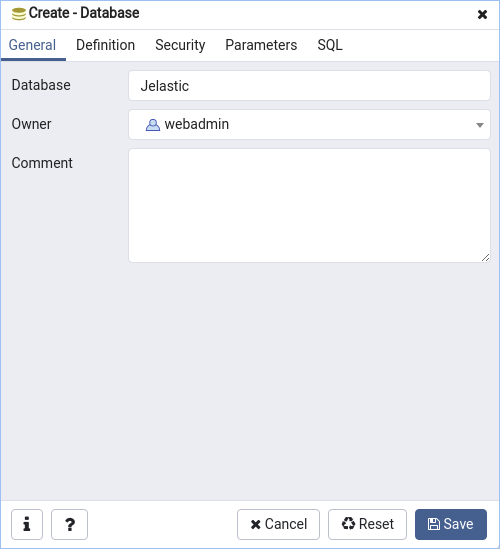 Create - Database
General Definition Security Parameters SQL
Database Jelastic
Owner webadmin
Comment
i ? Cancel Reset Save